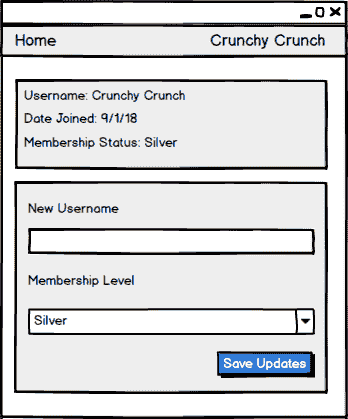 Home Crunchy Crunch
Username: Crunchy Crunch
Date Joined: 9/1/18
Membership Status: Silver
New Username
Membership Level
Silver
Save Updates